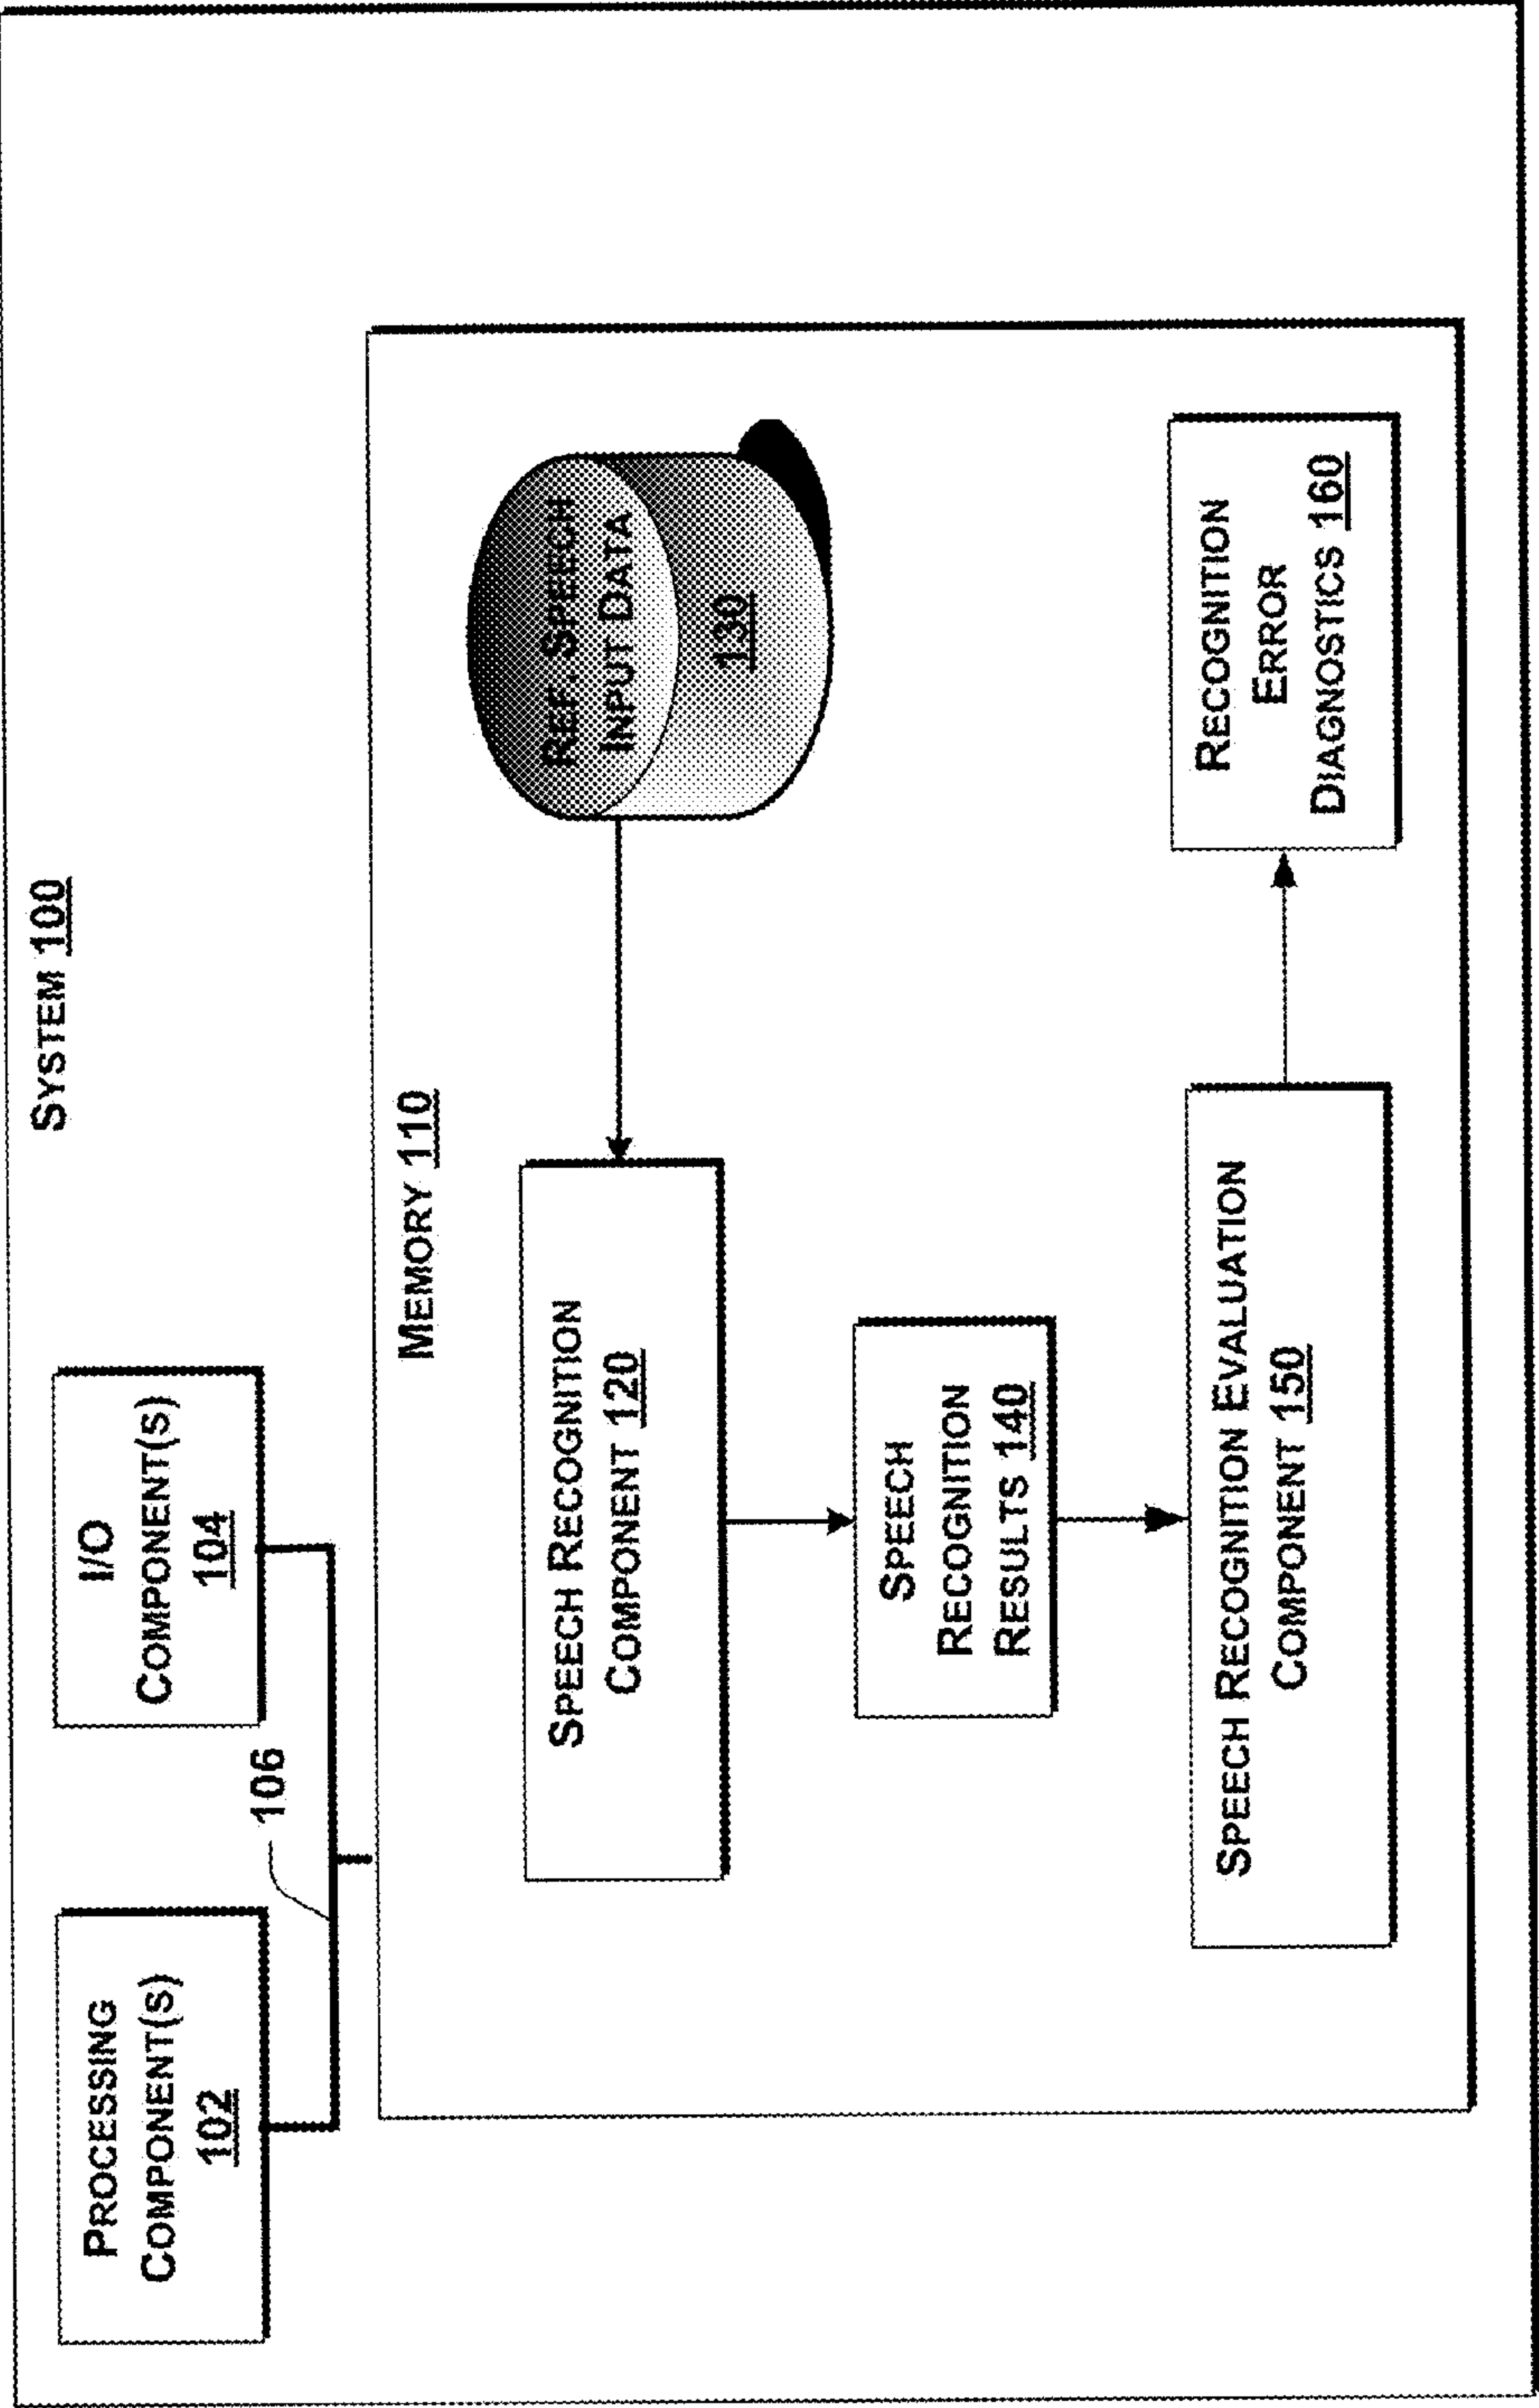 SYSTEM 100
PROCESSING
COMPONENT(S)
102
I/O
COMPONENT(S)
104
106
MEMORY 110
SPEECH RECOGNITION
COMPONENT 120
REF. SPEECH
INPUT DATA
130
SPEECH
RECOGNITION
RESULTS 140
SPEECH RECOGNITION EVALUATION
COMPONENT 150
RECOGNITION
ERROR
DIAGNOSTICS 160